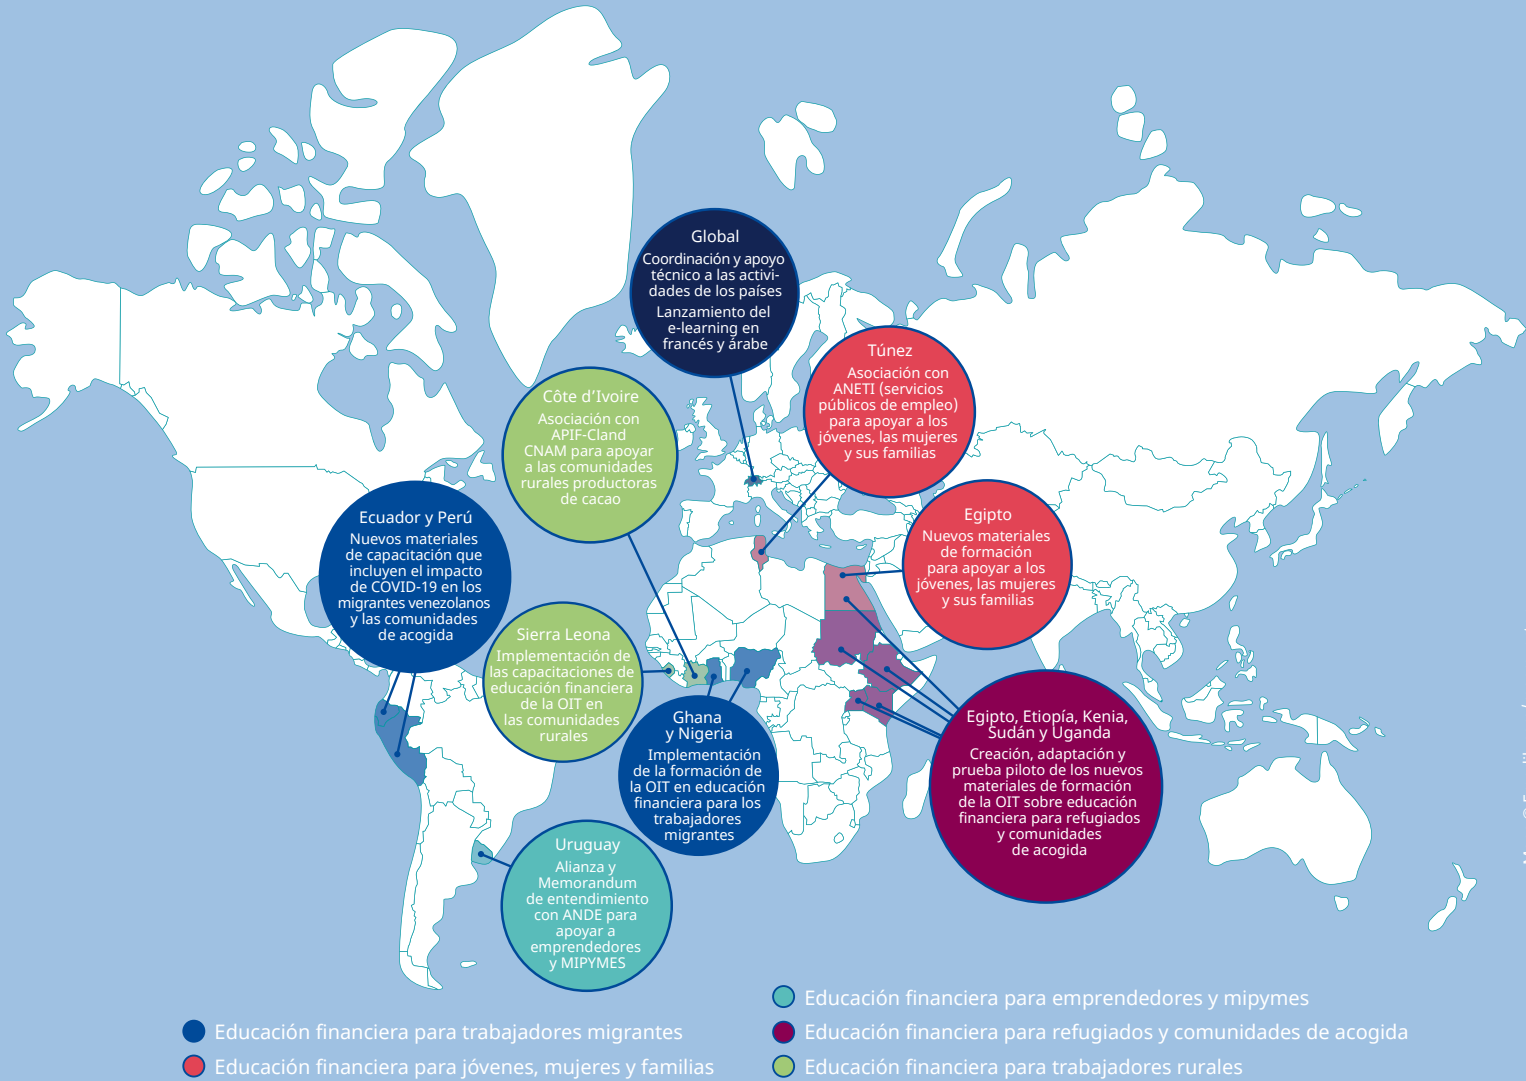 Global
Coordinación y apoyo
técnico a las activi-
dades de los países
Lanzamiento del
e-learning en
francés y árabe
Túnez
Asociación con
ANETI (servicios
públicos de empleo)
para apoyar a los
jóvenes, las mujeres
y sus familias
Côte d’Ivoire
Asociación con
APIF-CIand
CNAM para apoyar
a las comunidades
rurales productoras
de cacao
Ecuador y Perú
Nuevos materiales
de capacitación que
incluyen el impacto
de COVID-19 en los
migrantes venezolanos
y las comunidades
de acogida
Egipto
Nuevos materiales
de formación
para apoyar a los
jóvenes, las mujeres
y sus familias
Sierra Leona
Implementación de
las capacitaciones de
educación financiera
de la OIT en
las comunidades
rurales
Ghana
y Nigeria
Implementación
de la formación de
la OIT en educación
financiera para los
trabajadores
migrantes
Egipto, Etiopía, Kenia,
Sudán y Uganda
Creación, adaptación y
prueba piloto de los nuevos
materiales de formación
de la OIT sobre educación
financiera para refugiados
y comunidades
de acogida
Uruguay
Alianza y
Memorandum
de entendimiento
con ANDE para
apoyar a
emprendedores
y MIPYMES
Educación financiera para emprendedores y mipymes
Educación financiera para trabajadores migrantes
Educación financiera para refugiados y comunidades de acogida
Educación financiera para jóvenes, mujeres y familias
Educación financiera para trabajadores rurales